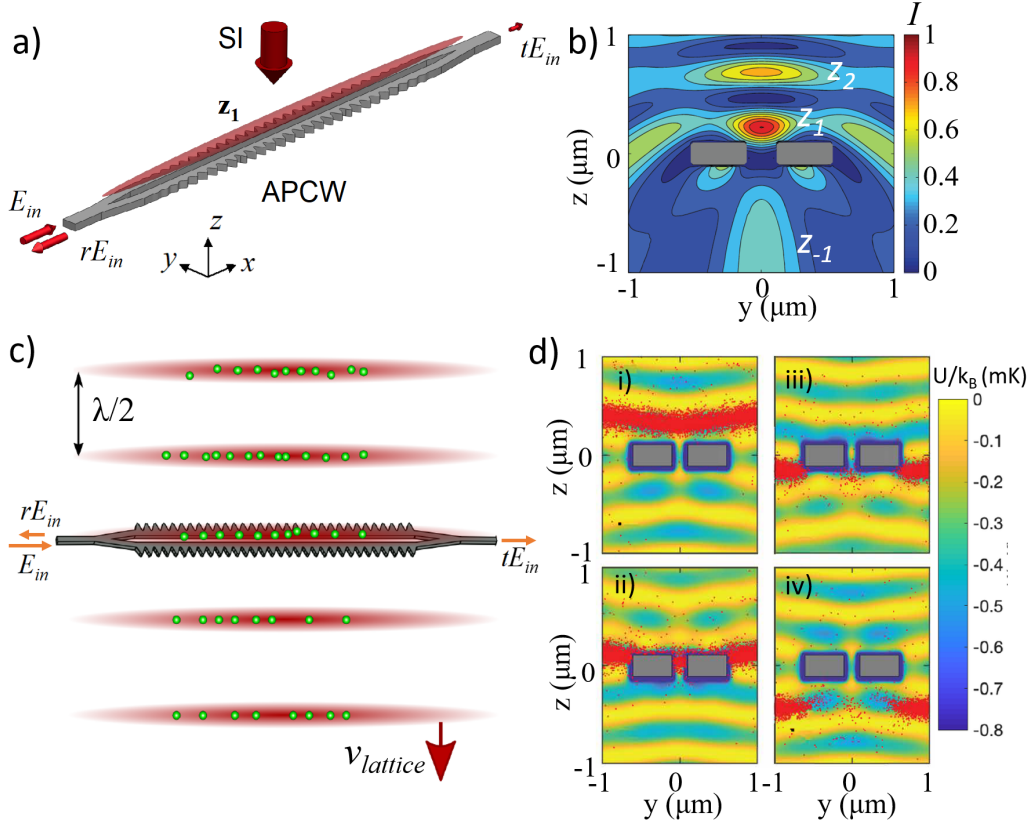 a)
SI
tE_in
z_1
APCW
E_in
rE_in
z
y
x
b)
I
1
z_2
z_1
z_-1
z (μm)
0
-1
-1
0
1
y (μm)
1
0.8
0.6
0.4
0.2
0
c)
λ/2
rE_in
E_in
tE_in
v_lattice
d)
i)
iii)
U/k_B (mK)
1
z (μm)
0
-1
0
-0.1
-0.2
-0.3
-0.4
-0.5
-0.6
-0.7
-0.8
ii)
iv)
1
z (μm)
0
-1
-1
0
1
0
1
y (μm)
y (μm)